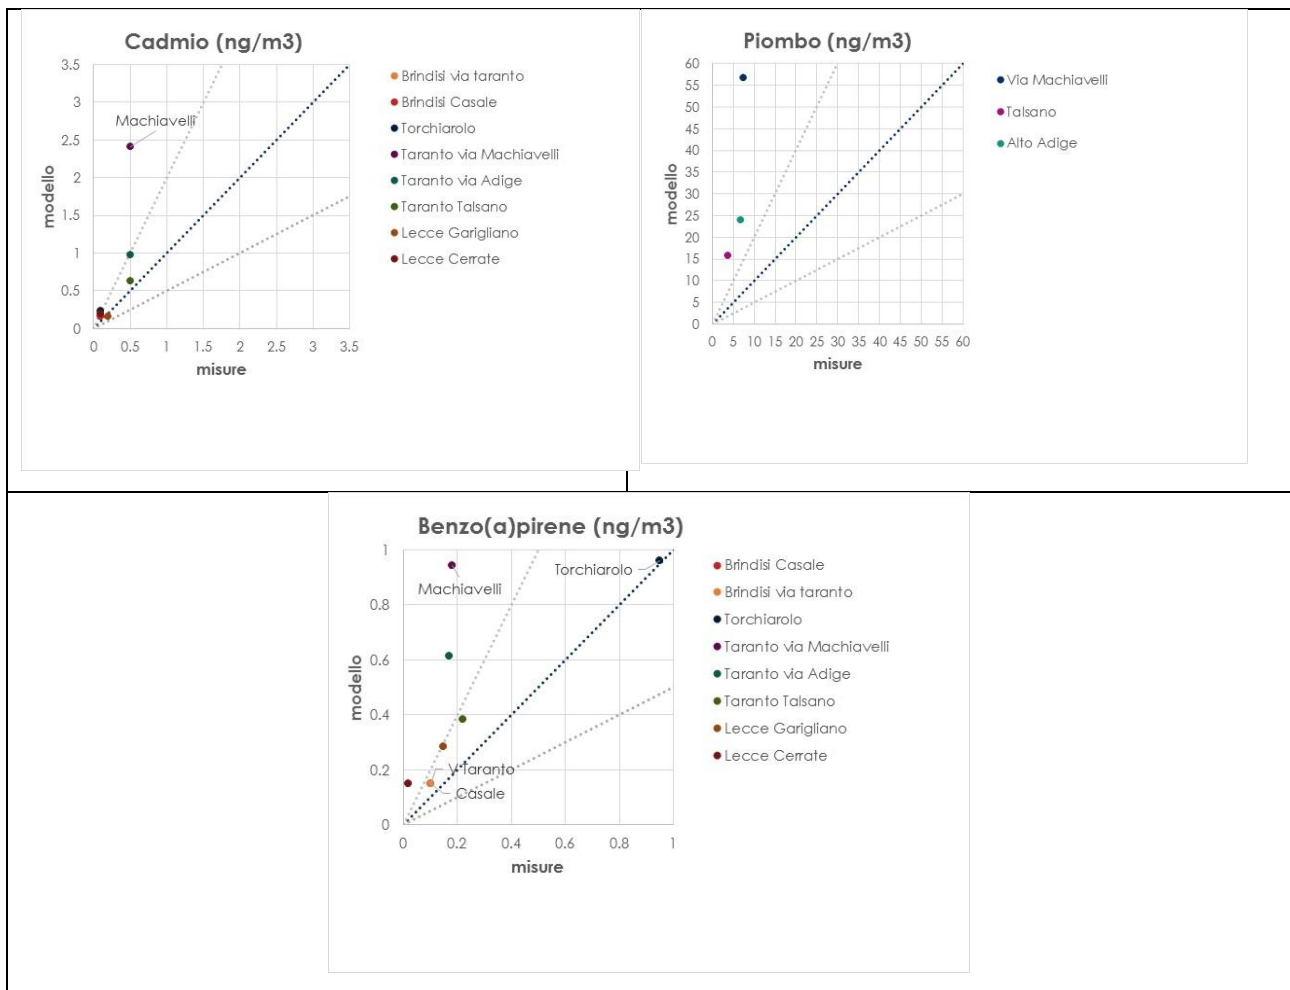 Cadmio (ng/m3)
3.5
3
2.5
2
1.5
1
0.5
0
modello
Machiavelli
0 0.5 1 1.5 2 2.5 3 3.5
misure
Brindisi via taranto
Brindisi Casale
Torchiarolo
Taranto via Machiavelli
Taranto via Adige
Taranto Talsano
Lecce Garigliano
Lecce Cerrate
Piombo (ng/m3)
60
55
50
45
40
35
30
25
20
15
10
5
0
modello
0 5 10 15 20 25 30 35 40 45 50 55 60
misure
Via Machiavelli
Talsano
Alto Adige
Benzo(a)pirene (ng/m3)
1
0.8
0.6
0.4
0.2
0
modello
Machiavelli
Torchiarolo
V Taranto
Casale
0 0.2 0.4 0.6 0.8 1
misure
Brindisi Casale
Brindisi via taranto
Torchiarolo
Taranto via Machiavelli
Taranto via Adige
Taranto Talsano
Lecce Garigliano
Lecce Cerrate